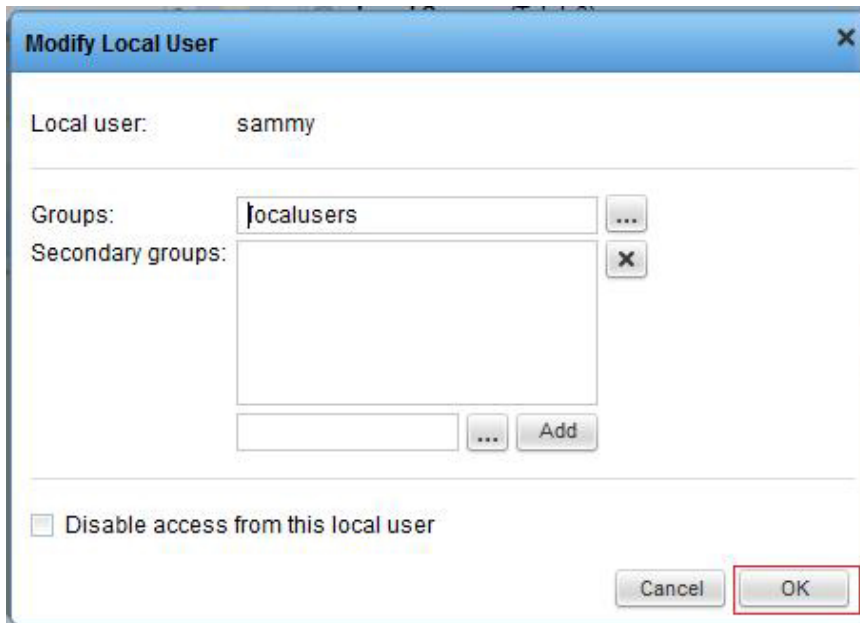 Modify Local User
Local user: sammy
Groups: localusers ...
Secondary groups:
... Add
Disable access from this local user
Cancel OK